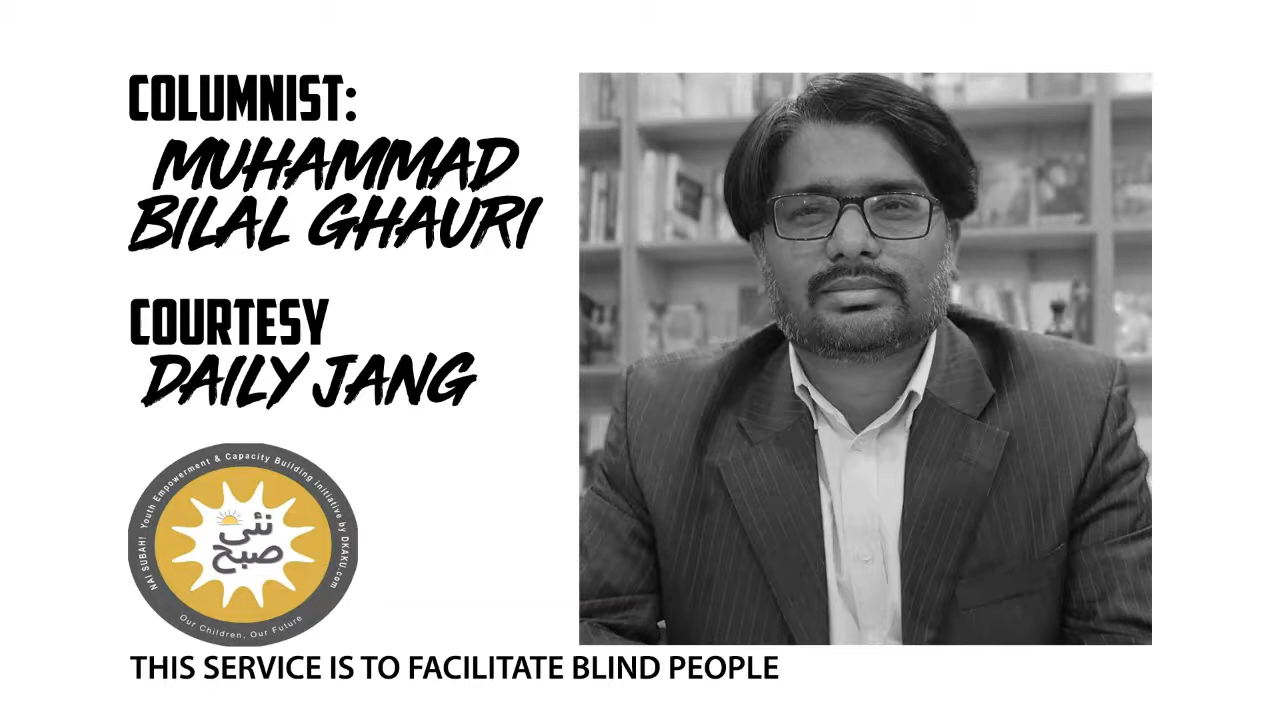 COLUMNIST:
MUHAMMAD
BILAL GHAURI
COURTESY
DAILY JANG
NAI SUBAH! Youth Empowerment & Capacity Building initiative by DKAKU.com
نئی
صبح
Our Children, Our Future
THIS SERVICE IS TO FACILITATE BLIND PEOPLE